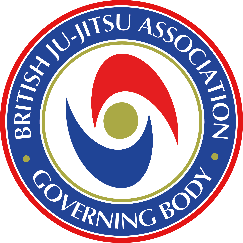 BRITISH JU-JITSU ASSOCIATION
GOVERNING BODY